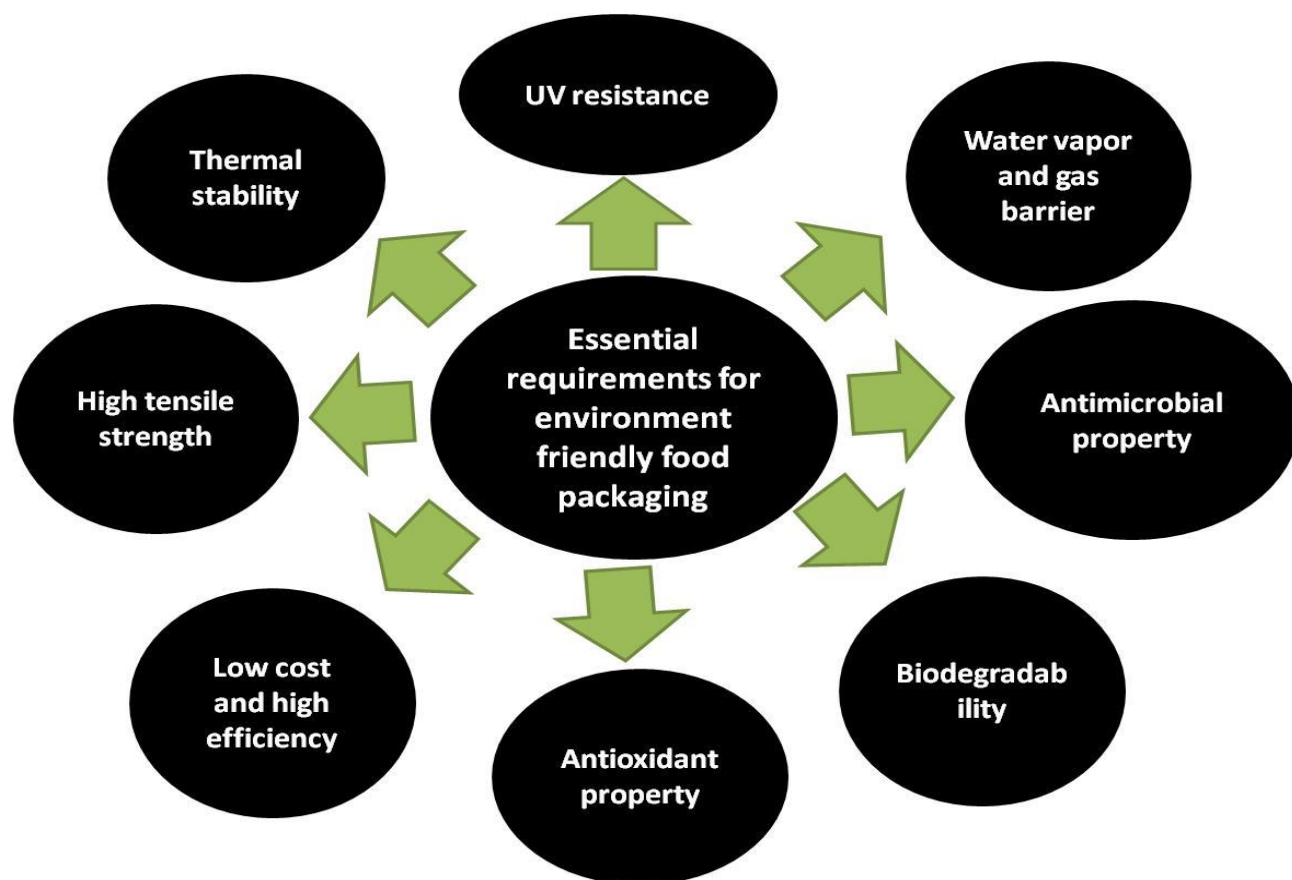 UV resistance
Water vapor
and gas
barrier
Antimicrobial
property
Biodegradab
ility
Antioxidant
property
Low cost
and high
efficiency
High tensile
strength
Thermal
stability
Essential
requirements for
environment
friendly food
packaging